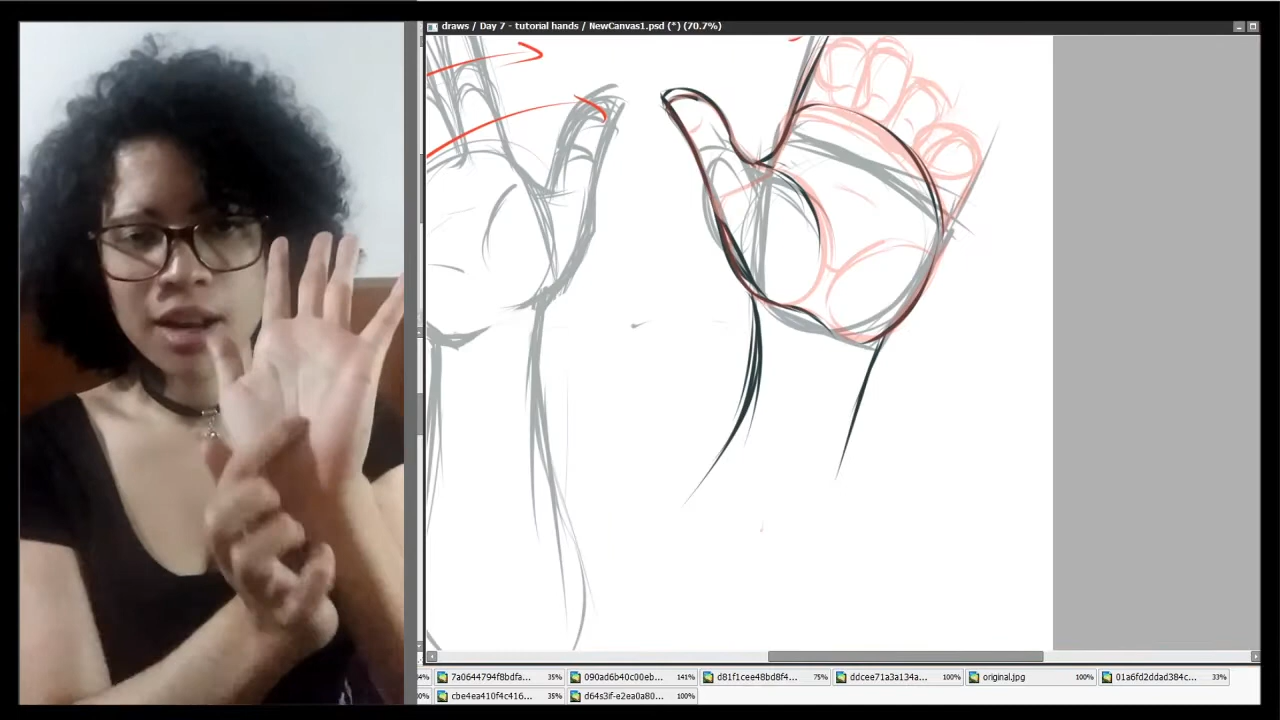 draws / Day 7 - tutorial hands / NewCanvas1.psd (*) (70.7%)
7a0644794f8bdfa... 35% 090ad6b40c00eb... 141% d81f1cee48bd8f4... 75% ddcee71a3a134a... 100% original.jpg 100% 01a6fd2ddad384c... 33%
cbe4ea410f4c416... 35% d64s3f-e2ea0a80... 100%